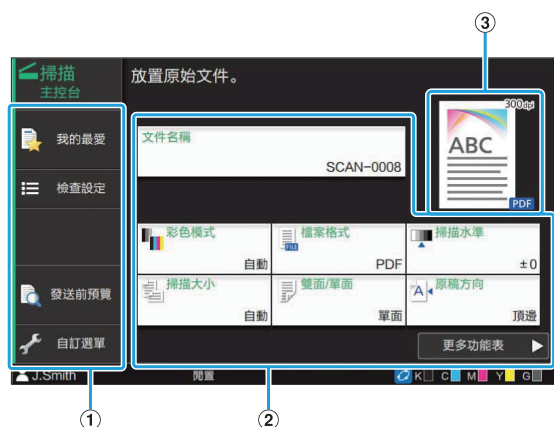 ③
掃描
主控台
放置原始文件。
300dpi
ABC
PDF
我的最愛
檢查設定
發送前預覽
自訂選單
文件名稱
SCAN-0008
彩色模式
自動
檔案格式
FILE
PDF
掃描水準
±0
掃描大小
自動
雙面/單面
單面
原稿方向
A
頂邊
更多功能表
J.Smith
閒置
K C M Y G
① ②